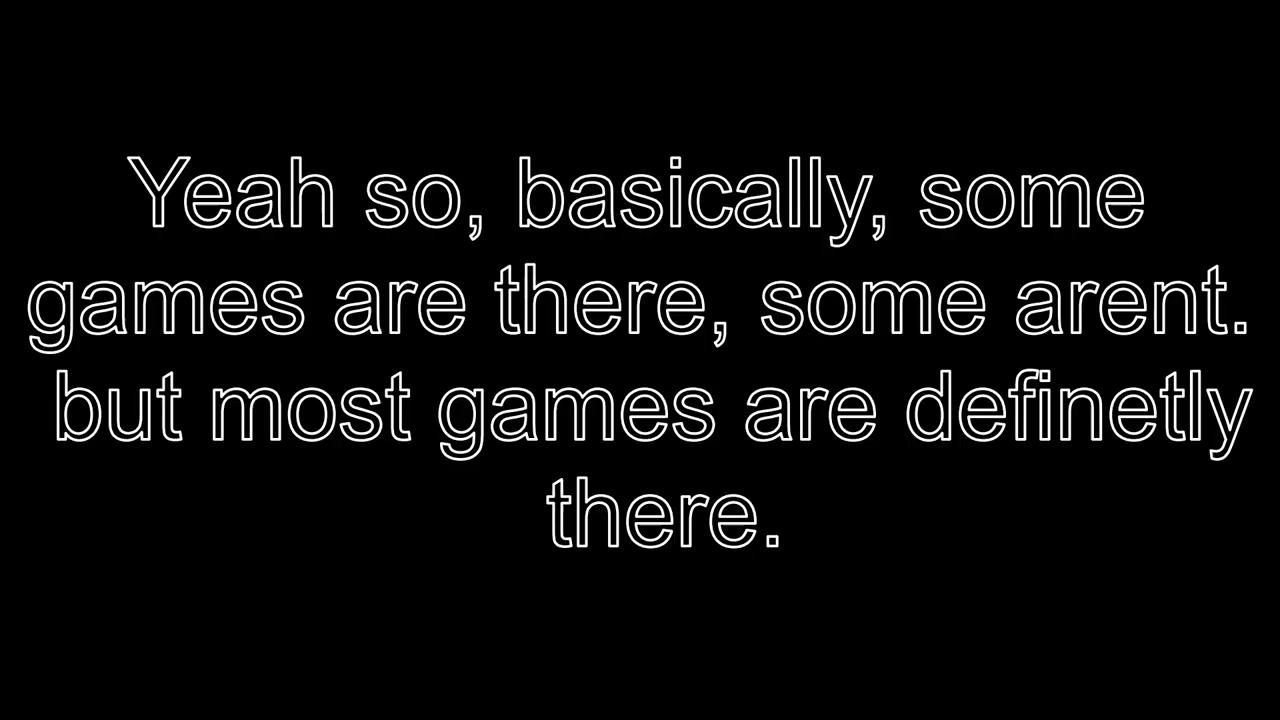 Yeah so, basically, some
games are there, some arent.
but most games are definetly
there.